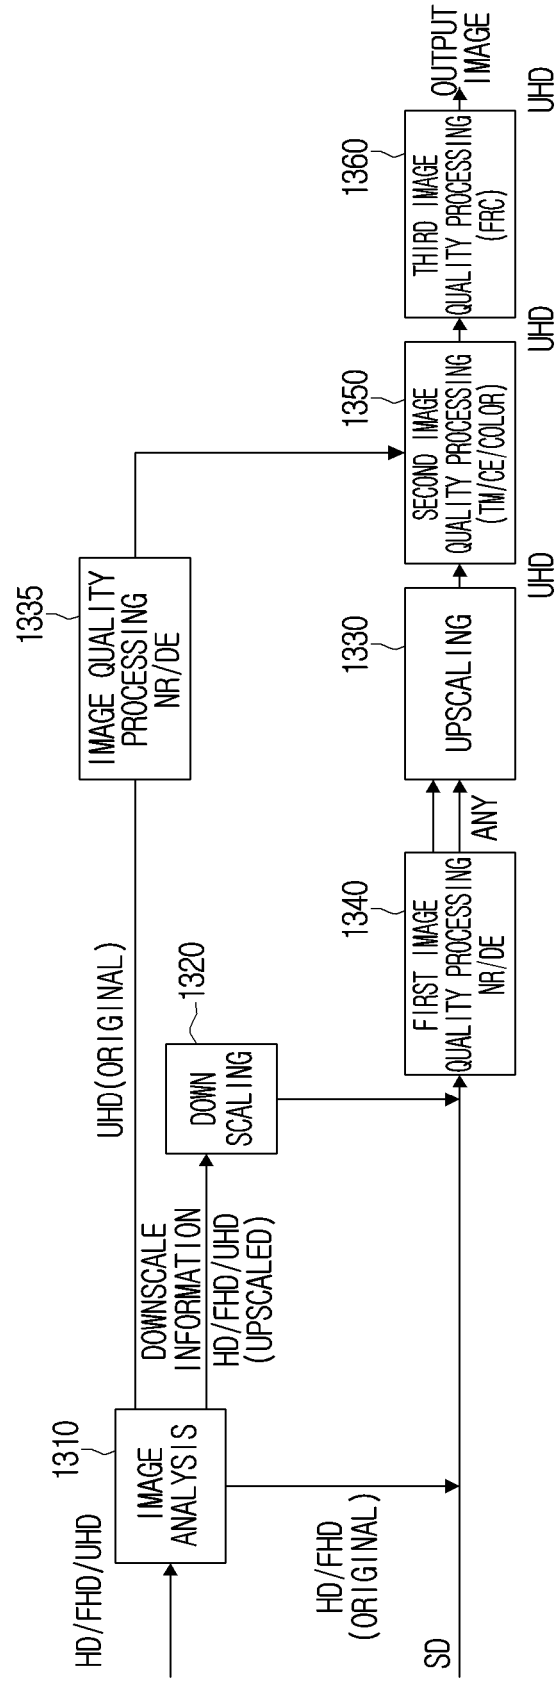 HD/FHD/UHD
1310
IMAGE
ANALYSIS
UHD(ORIGINAL)
DOWNSCALE
INFORMATION
HD/FHD/UHD
(UPSCALED)
1320
DOWN
SCALING
HD/FHD
(ORIGINAL)
SD
1335
IMAGE QUALITY
PROCESSING
NR/DE
1340
FIRST IMAGE
QUALITY PROCESSING
NR/DE
ANY
1330
UPSCALING
UHD
1350
SECOND IMAGE
QUALITY PROCESSING
(TM/CE/COLOR)
UHD
1360
THIRD IMAGE
QUALITY PROCESSING
(FRC)
UHD
OUTPUT
IMAGE